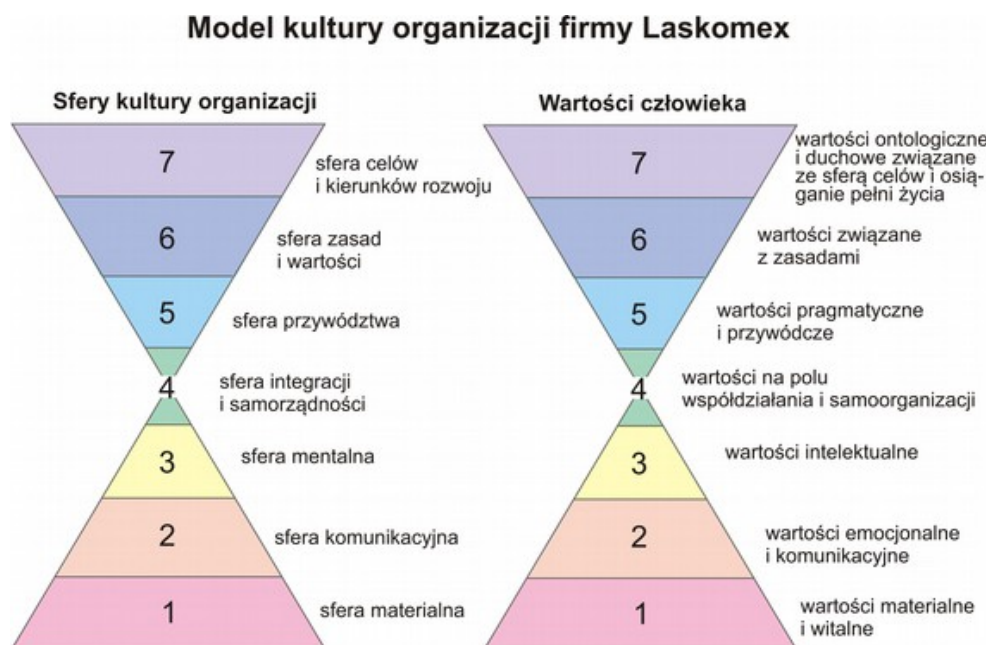 Model kultury organizacji firmy Laskomex
Sfery kultury organizacji
7
sfera celów
i kierunków rozwoju
6
sfera zasad
i wartości
5
sfera przywództwa
4
sfera integracji
i samorządności
3
sfera mentalna
2
sfera komunikacyjna
1
sfera materialna
Wartości człowieka
7
wartości ontologiczne
i duchowe związane
ze sferą celów i osią-
ganie pełni życia
6
wartości związane
z zasadami
5
wartości pragmatyczne
i przywódcze
4
wartości na polu
współdziałania i samoorganizacji
3
wartości intelektualne
2
wartości emocjonalne
i komunikacyjne
1
wartości materialne
i witalne